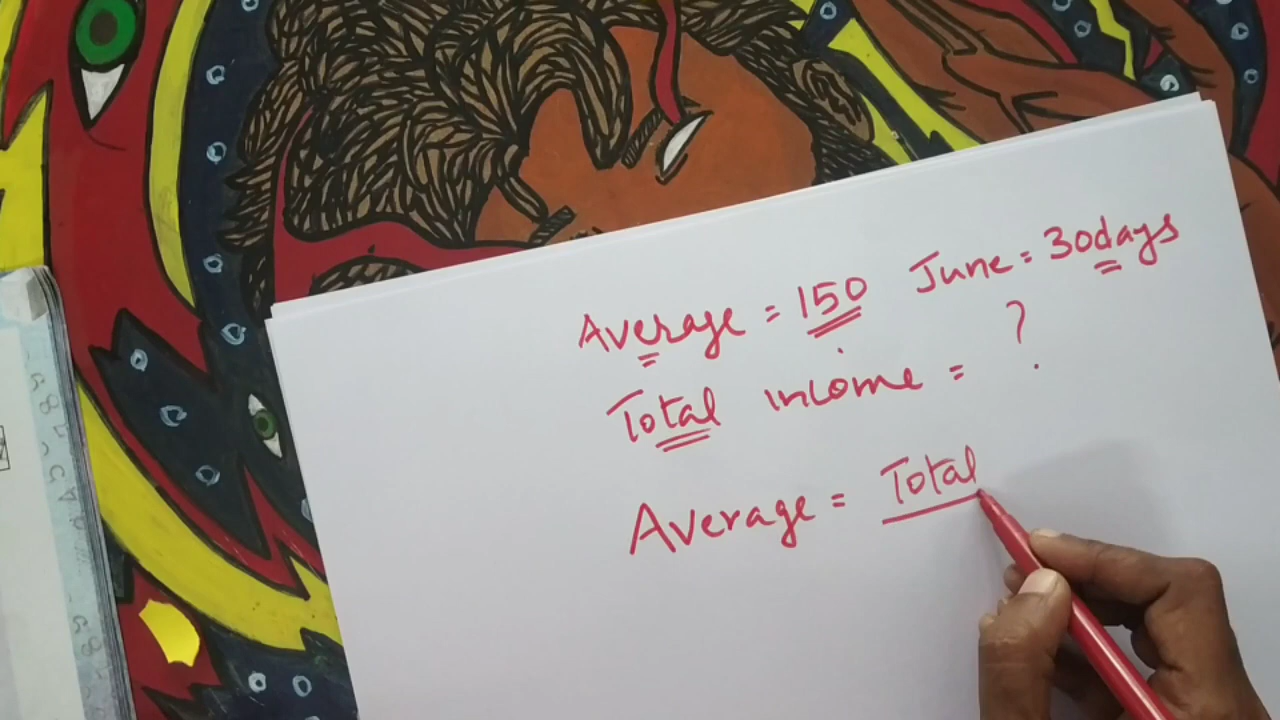 Average = 150 June = 30days
Total income = ?
Average = Total